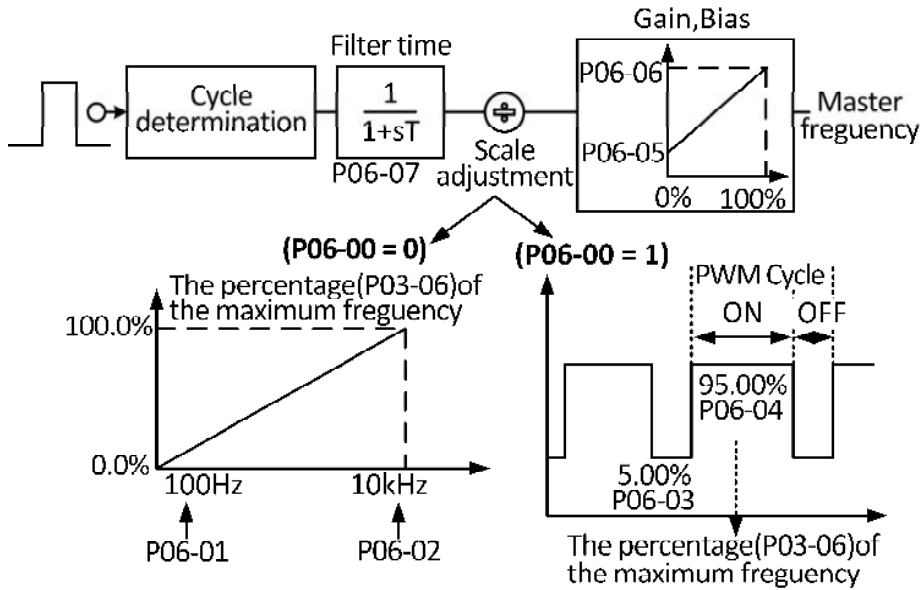 Gain,Bias
Filter time
Cycle
determination
1
1+sT
P06-07
÷
Scale
adjustment
P06-06
P06-05
0% 100%
Master
freguency
(P06-00 = 0)
The percentage(P03-06)of
the maximum freguency
100.0%
0.0%
100Hz 10kHz
P06-01 P06-02
(P06-00 = 1)
PWM Cycle
ON OFF
95.00%
P06-04
5.00%
P06-03
The percentage(P03-06)of
the maximum freguency